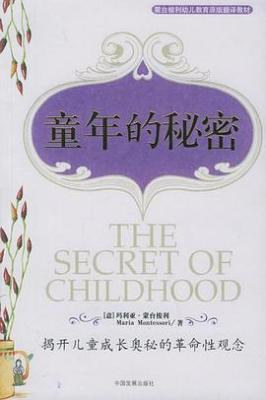 蒙台梭利幼儿教育原版翻译教材
童年的秘密
THE
SECRET OF
CHILDHOOD
[意]玛利亚·蒙台梭利
Maria Montessori/著
揭开儿童成长奥秘的革命性观念
中国发展出版社